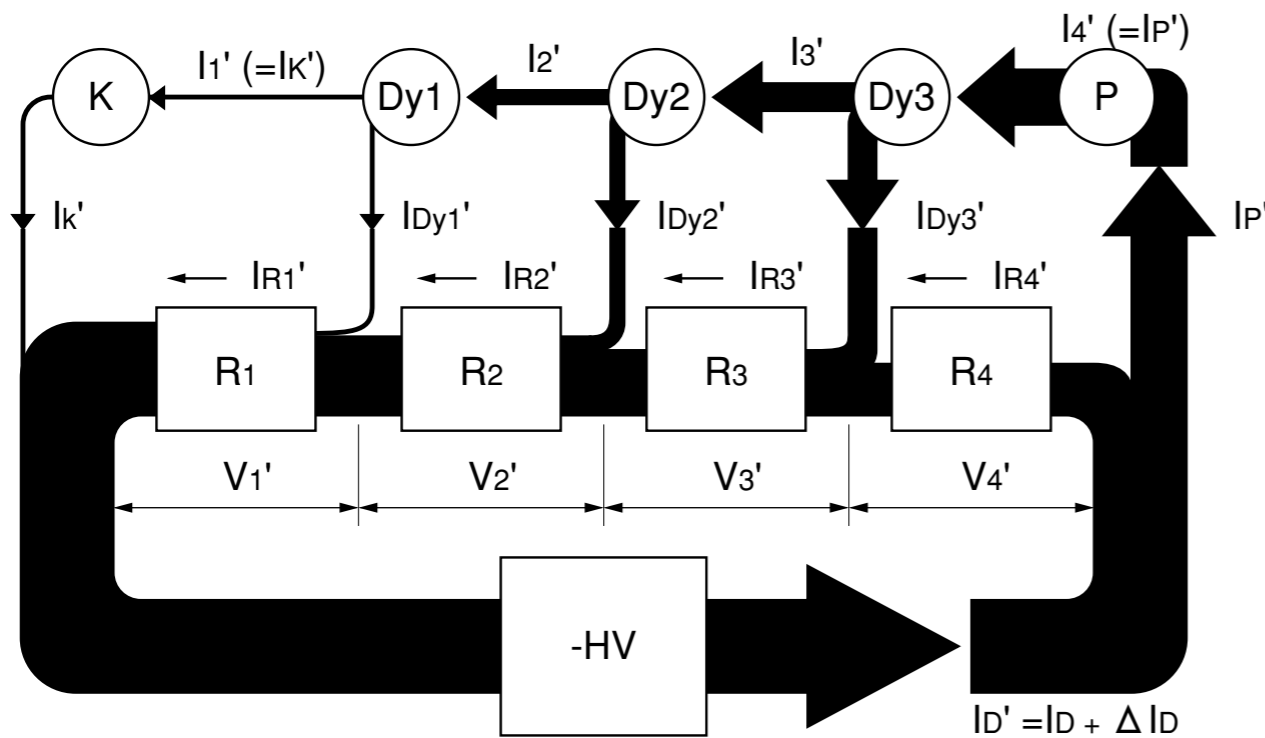 I1' (=IK') I2' I3' I4' (=IP')
K Dy1 Dy2 Dy3 P
Ik' IDy1' IDy2' IDy3' IP'
IR1' IR2' IR3' IR4'
R1 R2 R3 R4
V1' V2' V3' V4'
-HV
ID' =ID + Δ ID